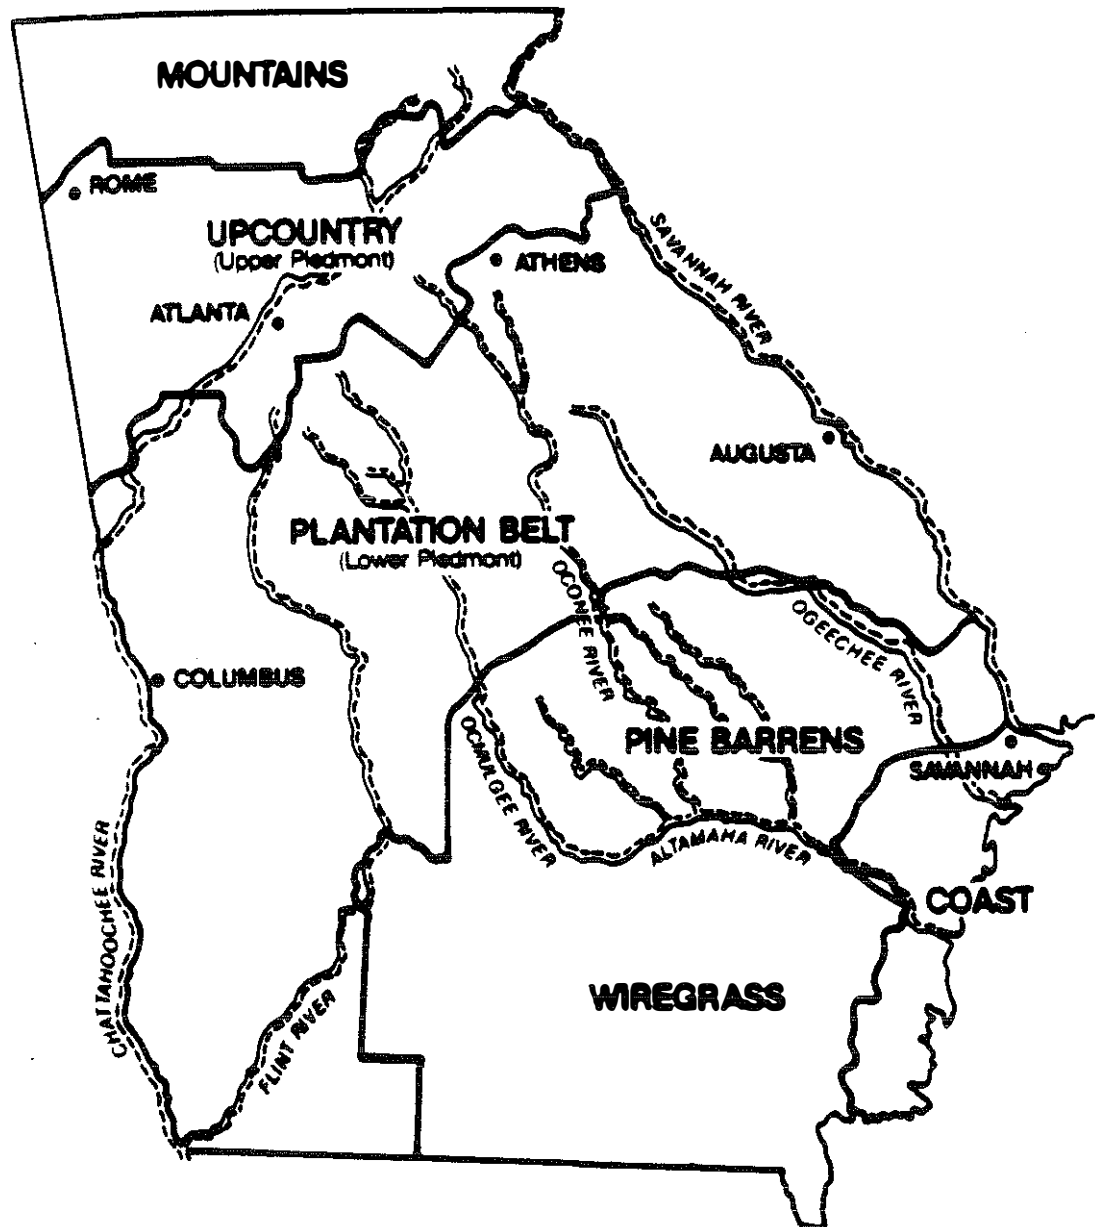 MOUNTAINS
ROME
UPCOUNTRY
(Upper Piedmont)
ATHENS
SAVANNAH RIVER
ATLANTA
AUGUSTA
PLANTATION BELT
(Lower Piedmont)
OCONEE RIVER
OGEECHEE RIVER
COLUMBUS
OCMULGEE RIVER
PINE BARRENS
SAVANNAH
ALTAMAHA RIVER
CHATTAHOOCHEE RIVER
COAST
WIREGRASS
FLINT RIVER